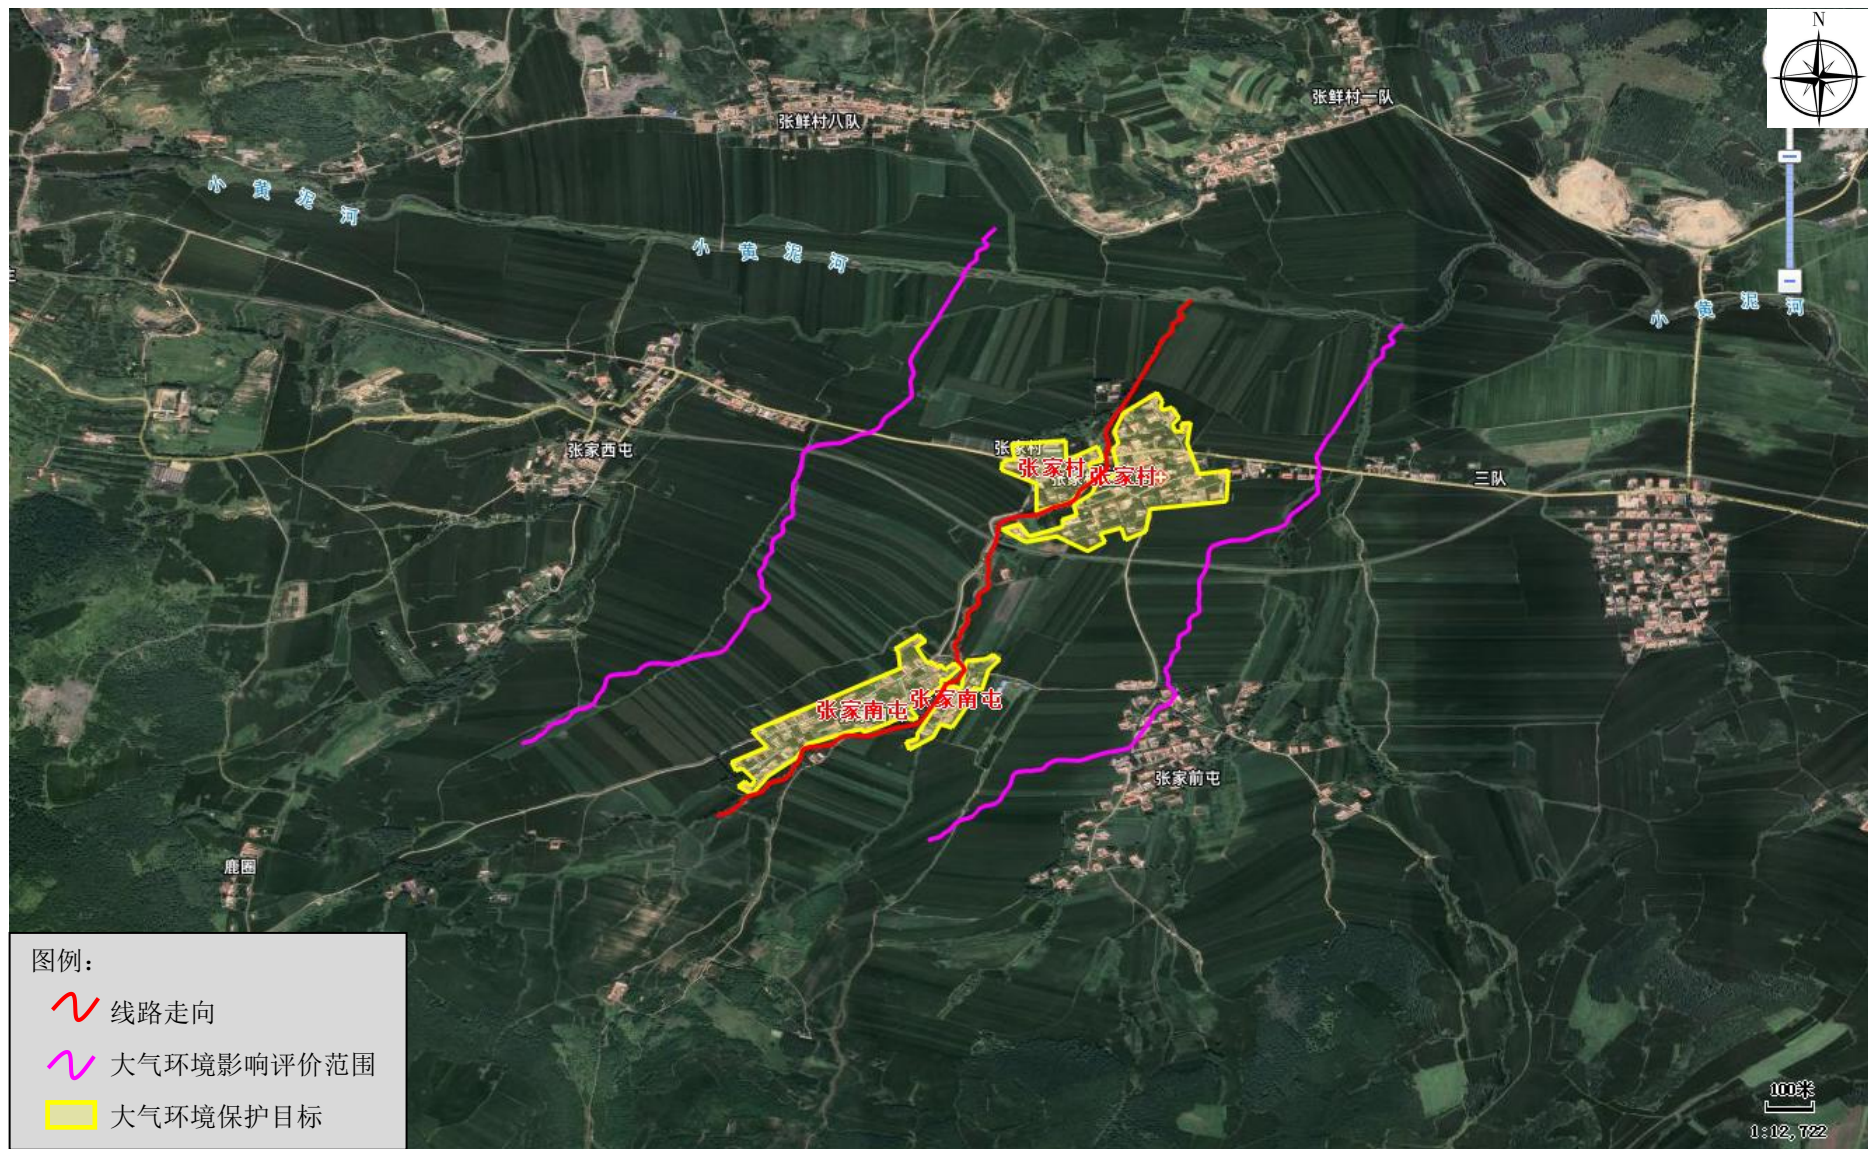 N
张鲜村一队
张鲜村八队
小黄泥河
小黄泥河
小黄泥河
张家西屯
张家村
张家村
张家村
三队
张家南屯
张家南屯
张家前屯
鹿圈
图例：
线路走向
大气环境影响评价范围
大气环境保护目标
100米
1:12,722